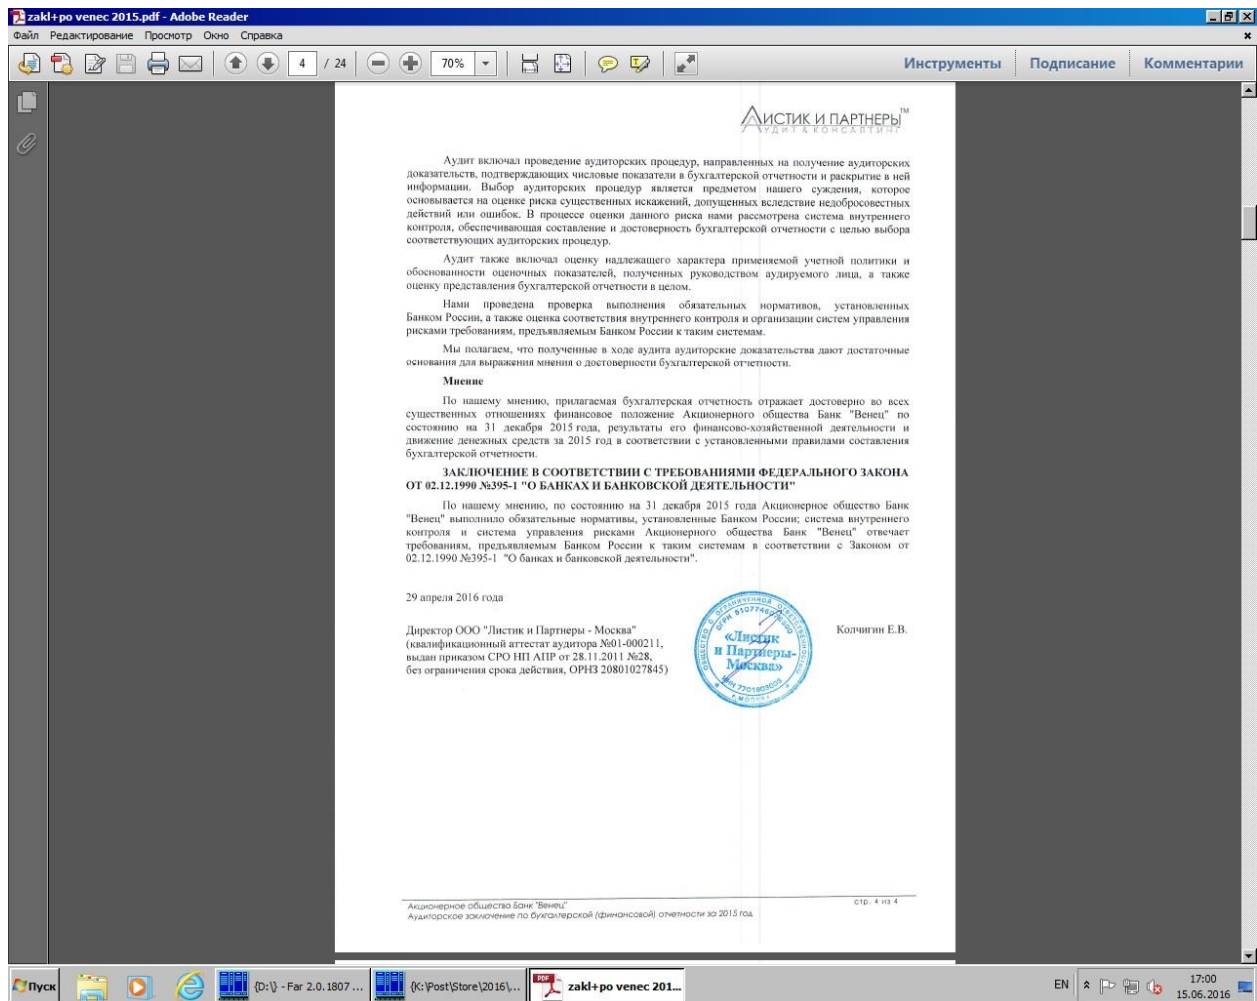 zakl+po venec 2015.pdf - Adobe Reader
Файл Редактирование Просмотр Окно Справка
4 / 24 70% Инструменты Подписание Комментарии
ЛИСТИК И ПАРТНЕРЫ™
АУДИТ & КОНСАЛТИНГ
Аудит включал проведение аудиторских процедур, направленных на получение аудиторских
доказательств, подтверждающих числовые показатели в бухгалтерской отчетности и раскрытие в ней
информации. Выбор аудиторских процедур является предметом нашего суждения, которое
основывается на оценке риска существенных искажений, допущенных вследствие недобросовестных
действий или ошибок. В процессе оценки данного риска нами рассмотрена система внутреннего
контроля, обеспечивающая составление и достоверность бухгалтерской отчетности с целью выбора
соответствующих аудиторских процедур.
Аудит также включал оценку надлежащего характера применяемой учетной политики и
обоснованности оценочных показателей, полученных руководством аудируемого лица, а также
оценку представления бухгалтерской отчетности в целом.
Нами проведена проверка выполнения обязательных нормативов, установленных
Банком России, а также оценка соответствия внутреннего контроля и организации систем управления
рисками требованиям, предъявляемым Банком России к таким системам.
Мы полагаем, что полученные в ходе аудита аудиторские доказательства дают достаточные
основания для выражения мнения о достоверности бухгалтерской отчетности.
Мнение
По нашему мнению, прилагаемая бухгалтерская отчетность отражает достоверно во всех
существенных отношениях финансовое положение Акционерного общества Банк "Венец" по
состоянию на 31 декабря 2015 года, результаты его финансово-хозяйственной деятельности и
движение денежных средств за 2015 год в соответствии с установленными правилами составления
бухгалтерской отчетности.
ЗАКЛЮЧЕНИЕ В СООТВЕТСТВИИ С ТРЕБОВАНИЯМИ ФЕДЕРАЛЬНОГО ЗАКОНА
ОТ 02.12.1990 №395-1 "О БАНКАХ И БАНКОВСКОЙ ДЕЯТЕЛЬНОСТИ"
По нашему мнению, по состоянию на 31 декабря 2015 года Акционерное общество Банк
"Венец" выполнило обязательные нормативы, установленные Банком России; система внутреннего
контроля и система управления рисками Акционерного общества Банк "Венец" отвечает
требованиям, предъявляемым Банком России к таким системам в соответствии с Законом от
02.12.1990 №395-1 "О банках и банковской деятельности".
29 апреля 2016 года
Директор ООО "Листик и Партнеры - Москва"
(квалификационный аттестат аудитора №01-000211,
выдан приказом СРО НП АПР от 28.11.2011 №28,
без ограничения срока действия, ОРНЗ 20801027845)
ОБЩЕСТВО С ОГРАНИЧЕННОЙ ОТВЕТСТВЕННОСТЬЮ
«Листик
и Партнеры-
Москва»
г. МОСКВА
Колчигин Е.В.
Акционерное общество Банк "Венец"
Аудиторское заключение по бухгалтерской (финансовой) отчетности за 2015 год
стр. 4 из 4
Пуск
{D:\} - Far 2.0.1807 ...
{K:\Post\Store\2016\...
zakl+po venec 201...
EN
17:00
15.06.2016